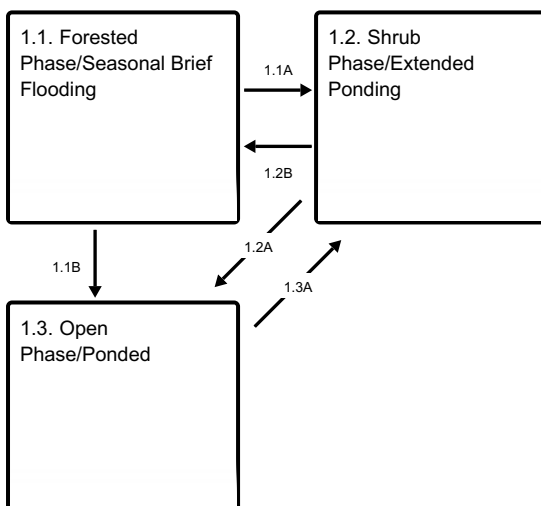 1.1. Forested
Phase/Seasonal Brief
Flooding
1.1A
1.2. Shrub
Phase/Extended
Ponding
1.2B
1.2A
1.1B
1.3A
1.3. Open
Phase/Ponded